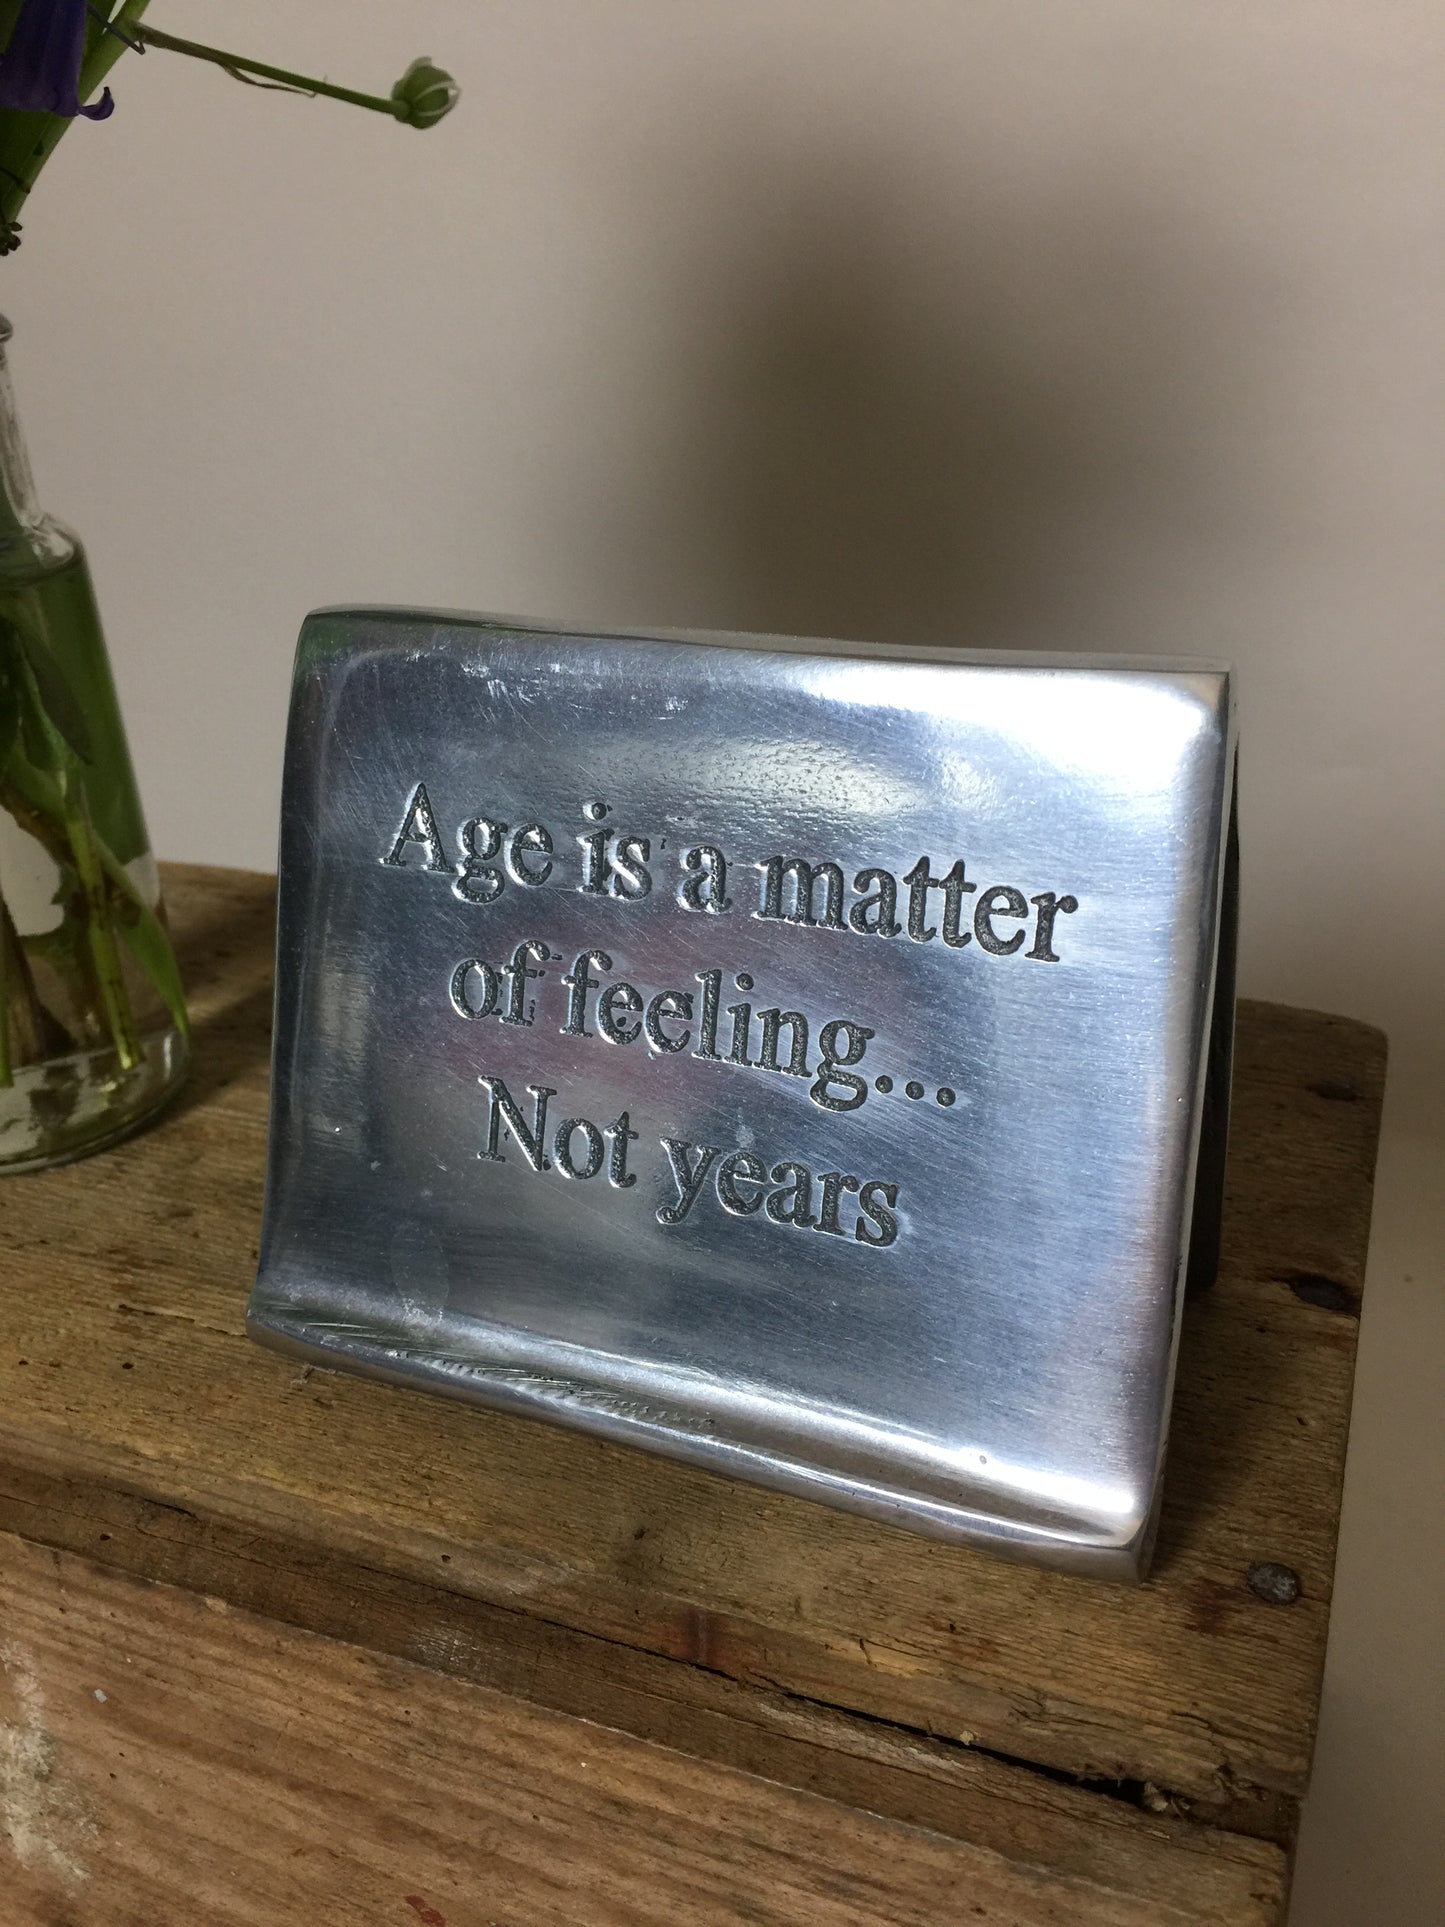 Age is a matter
of feeling...
Not years